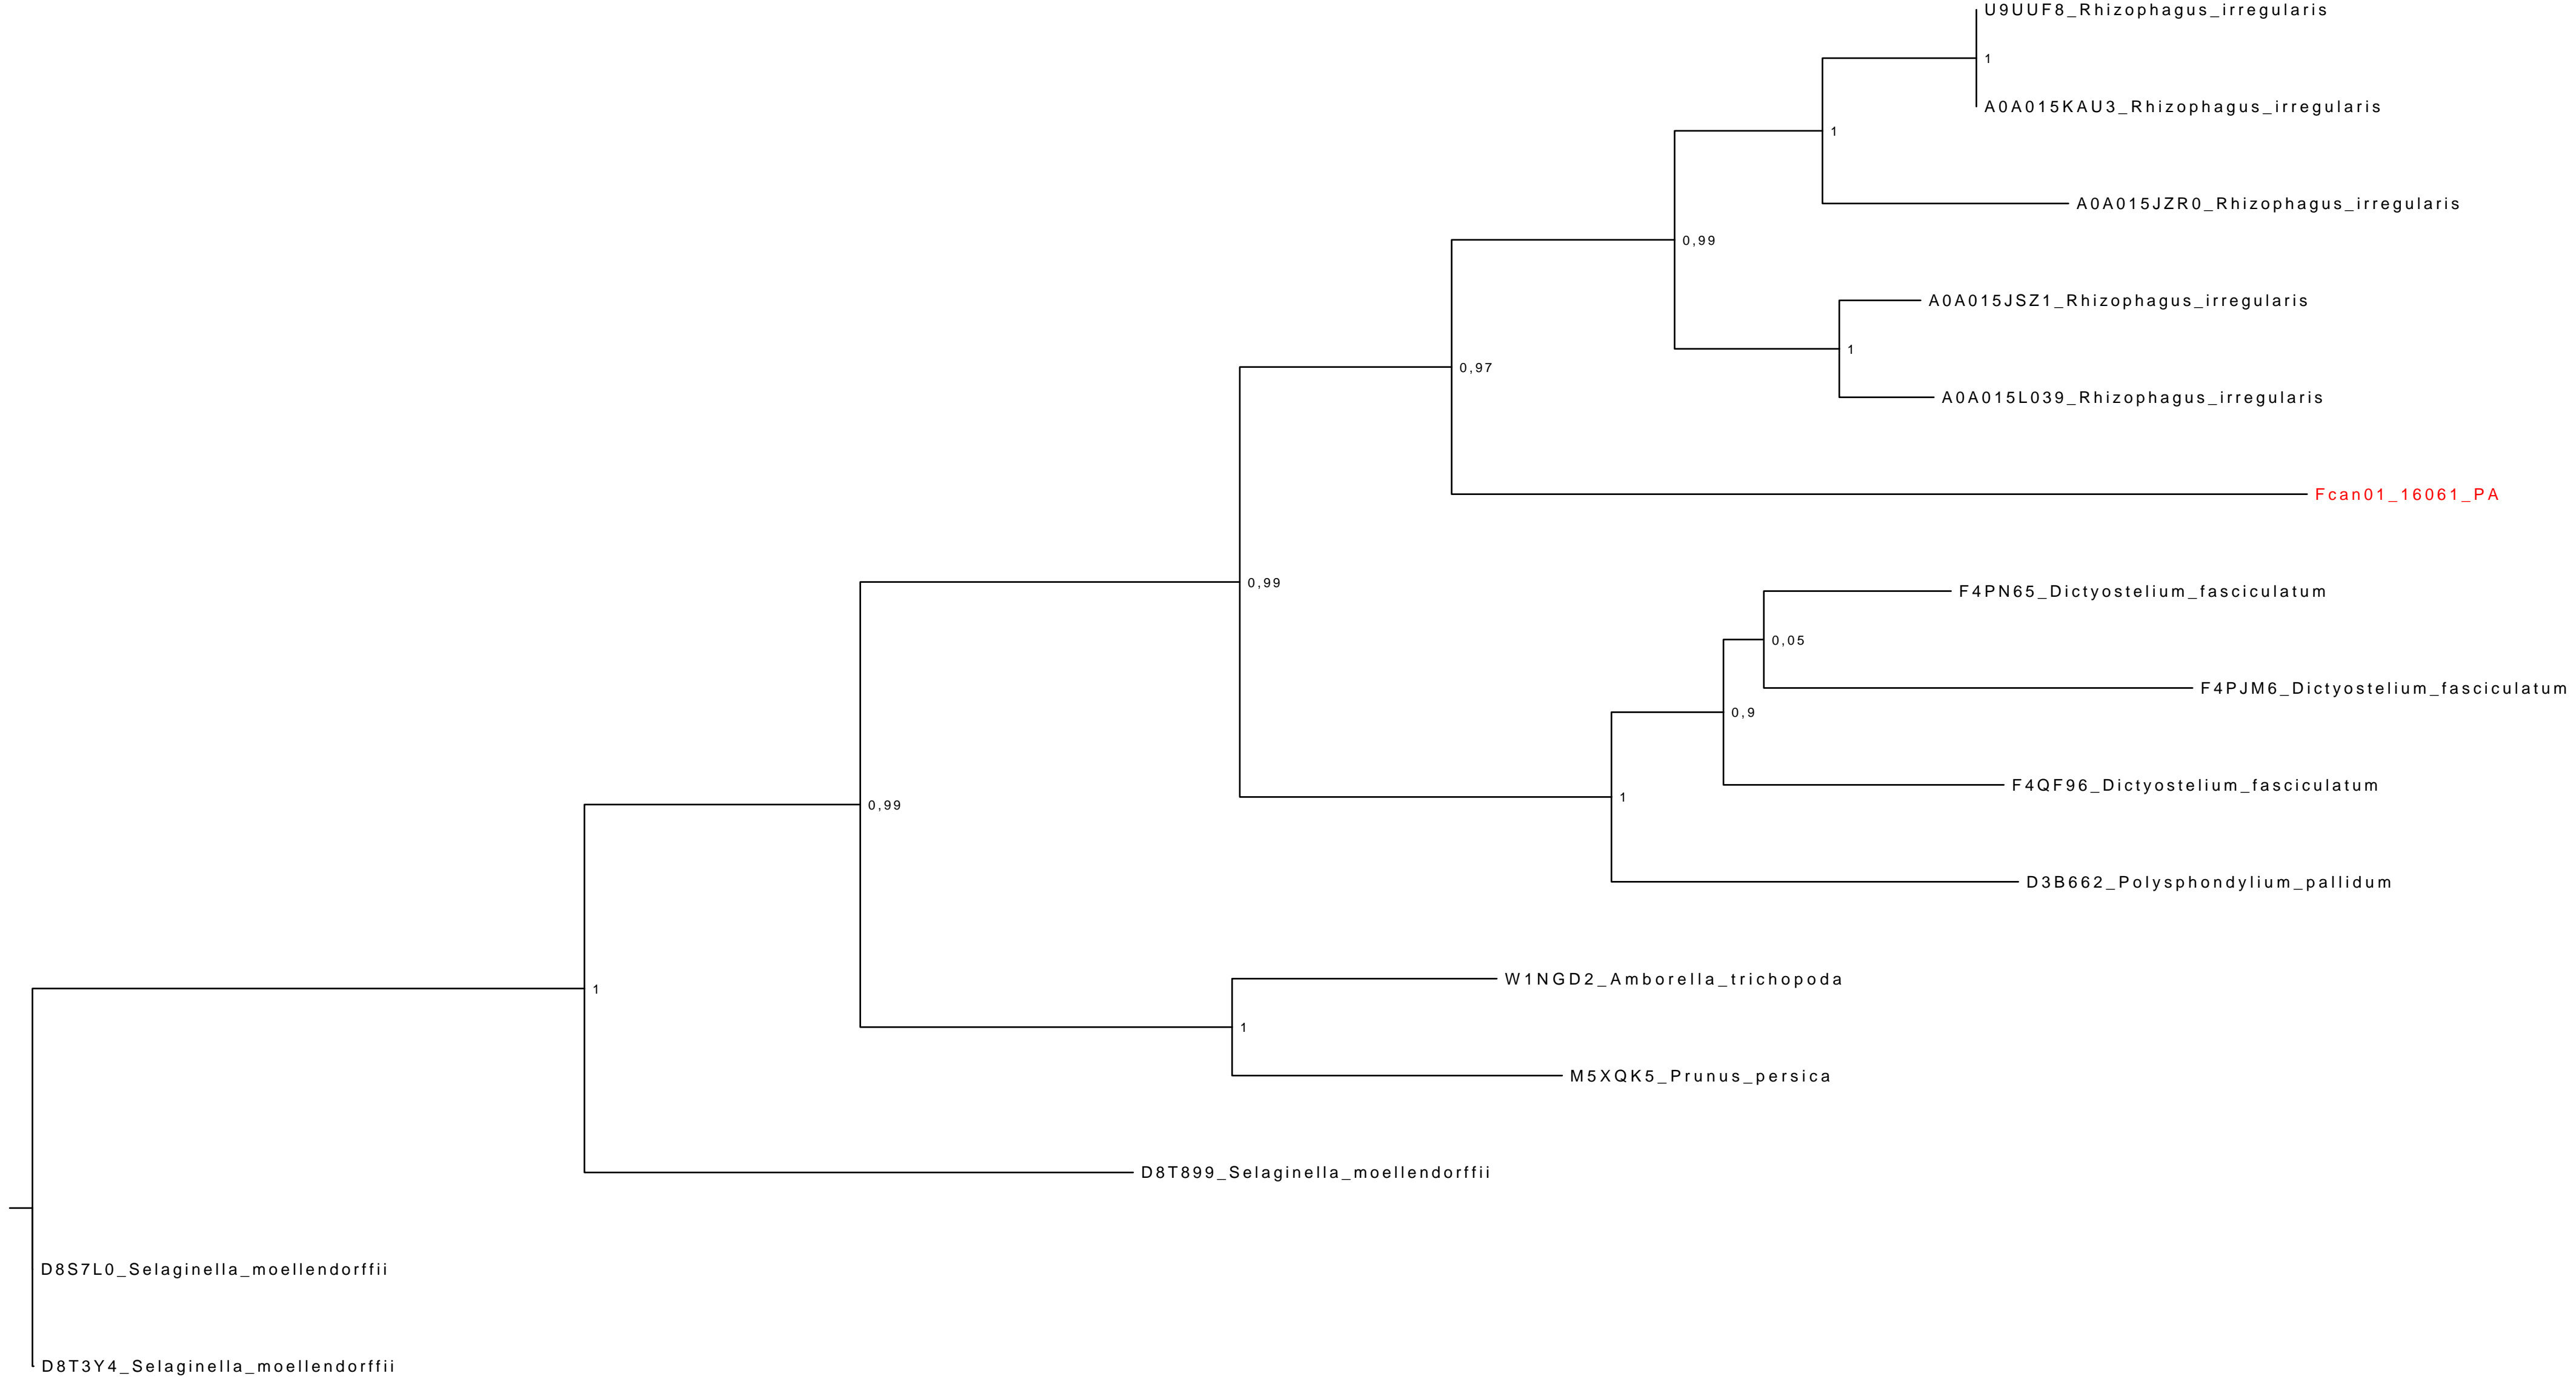 U9UUF8_Rhizophagus_irregularis
1
A0A015KAU3_Rhizophagus_irregularis
1
A0A015JZR0_Rhizophagus_irregularis
0,99
A0A015JSZ1_Rhizophagus_irregularis
1
0,97
A0A015L039_Rhizophagus_irregularis
Fcan01_16061_PA
0,99
F4PN65_Dictyostelium_fasciculatum
0,05
F4PJM6_Dictyostelium_fasciculatum
0,9
F4QF96_Dictyostelium_fasciculatum
1
0,99
D3B662_Polysphondylium_pallidum
W1NGD2_Amborella_trichopoda
1
1
M5XQK5_Prunus_persica
D8T899_Selaginella_moellendorffii
D8S7L0_Selaginella_moellendorffii
D8T3Y4_Selaginella_moellendorffii